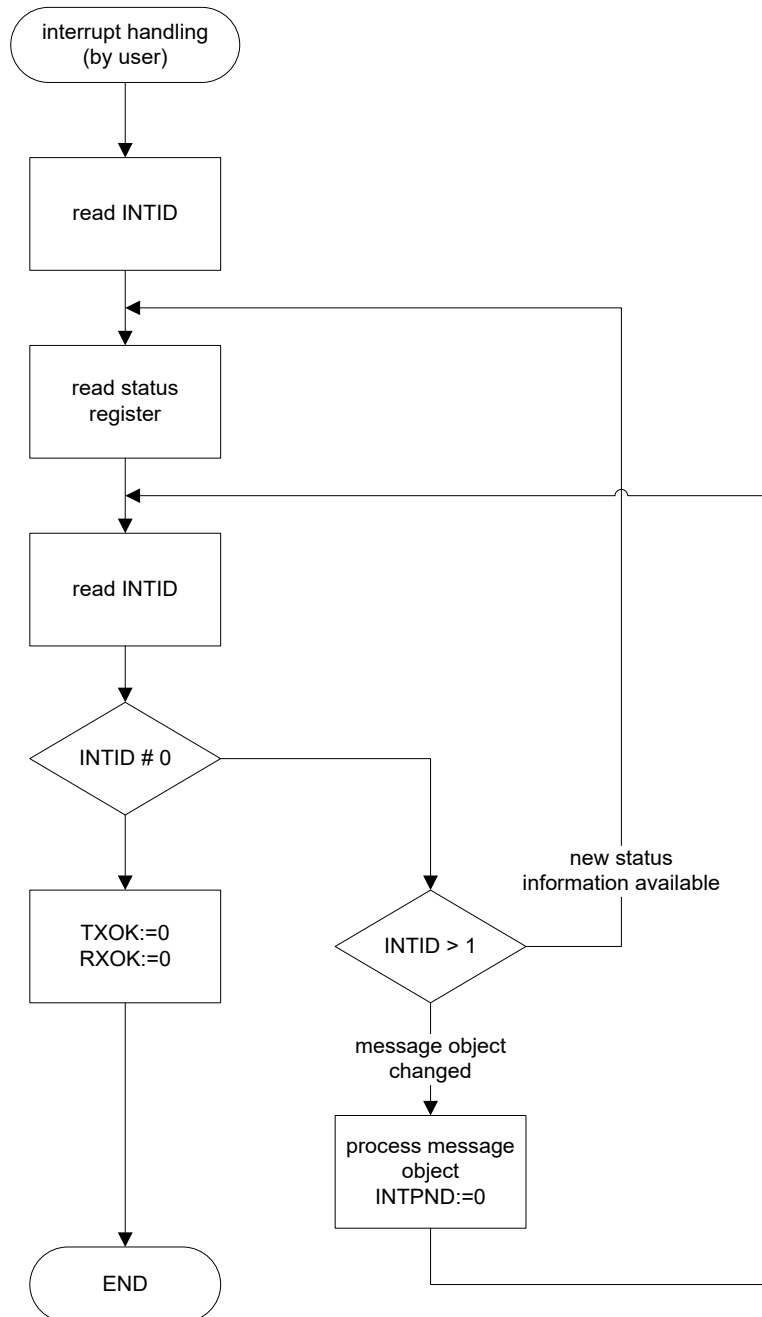 interrupt handling
(by user)
read INTID
read status
register
read INTID
INTID # 0
new status
information available
TXOK:=0
RXOK:=0
INTID > 1
message object
changed
process message
object
INTPND:=0
END